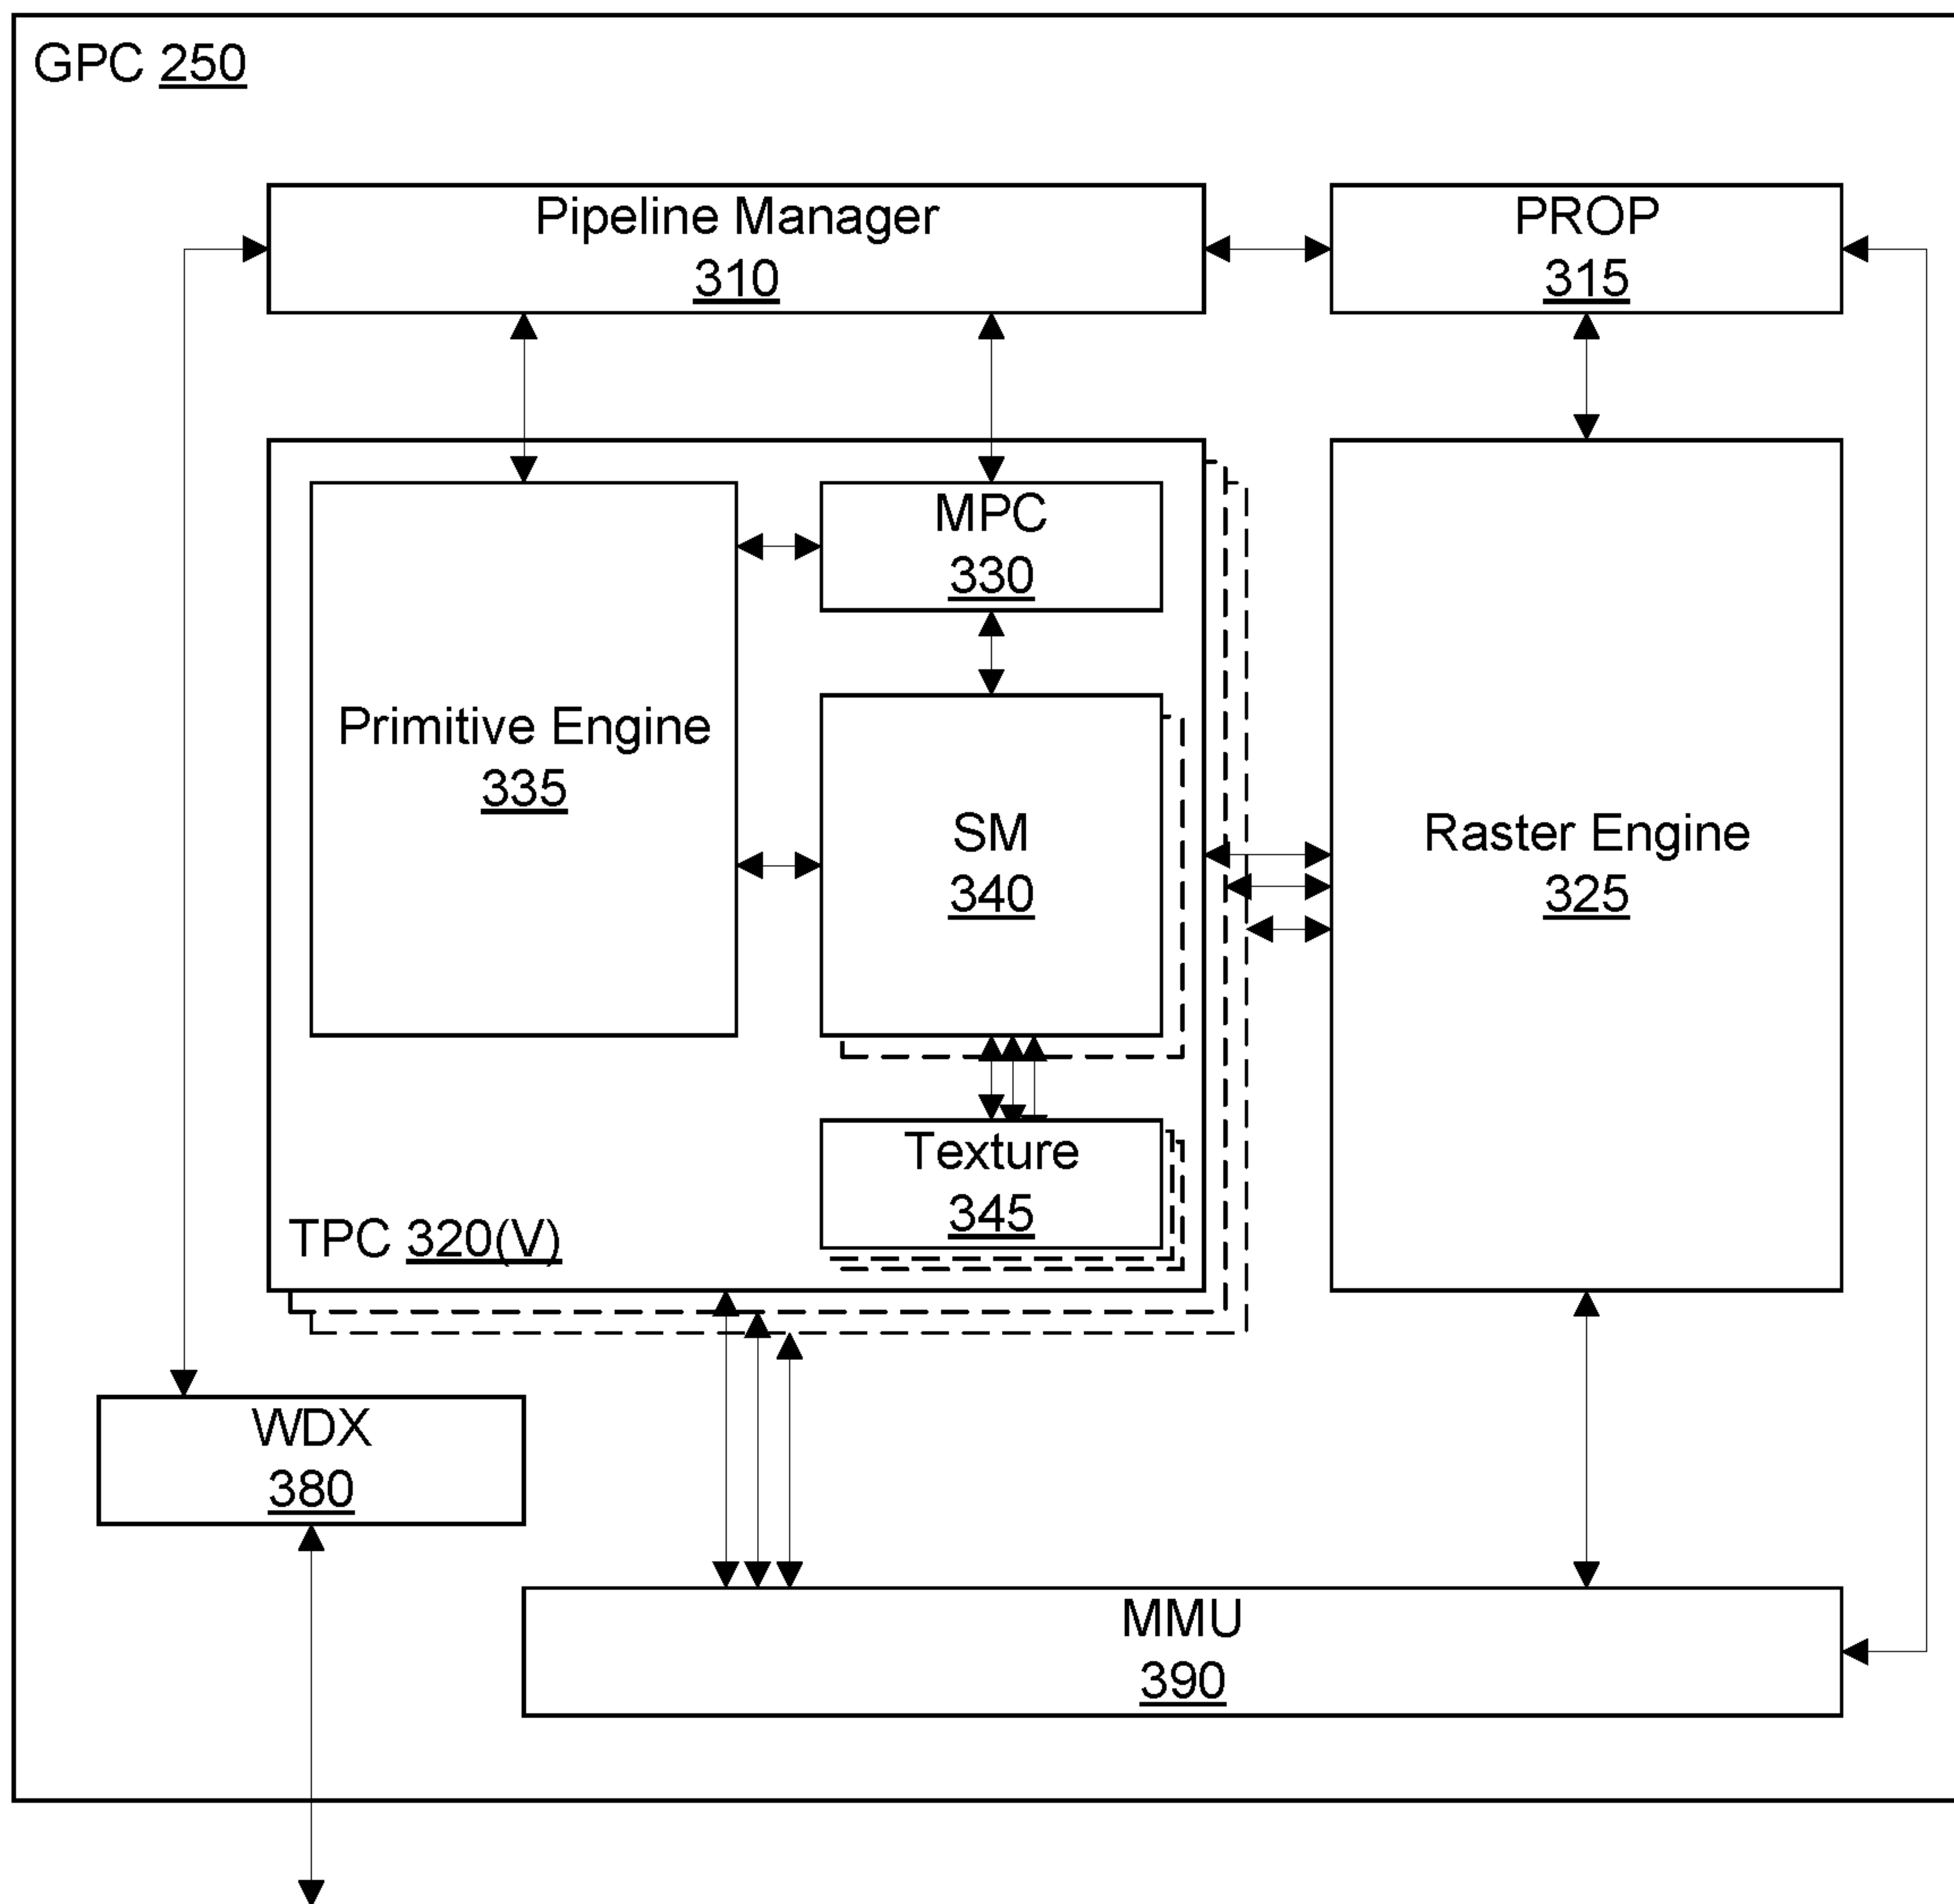 GPC 250
Pipeline Manager
310
PROP
315
MPC
330
Primitive Engine
335
SM
340
Raster Engine
325
Texture
345
TPC 320(V)
WDX
380
MMU
390